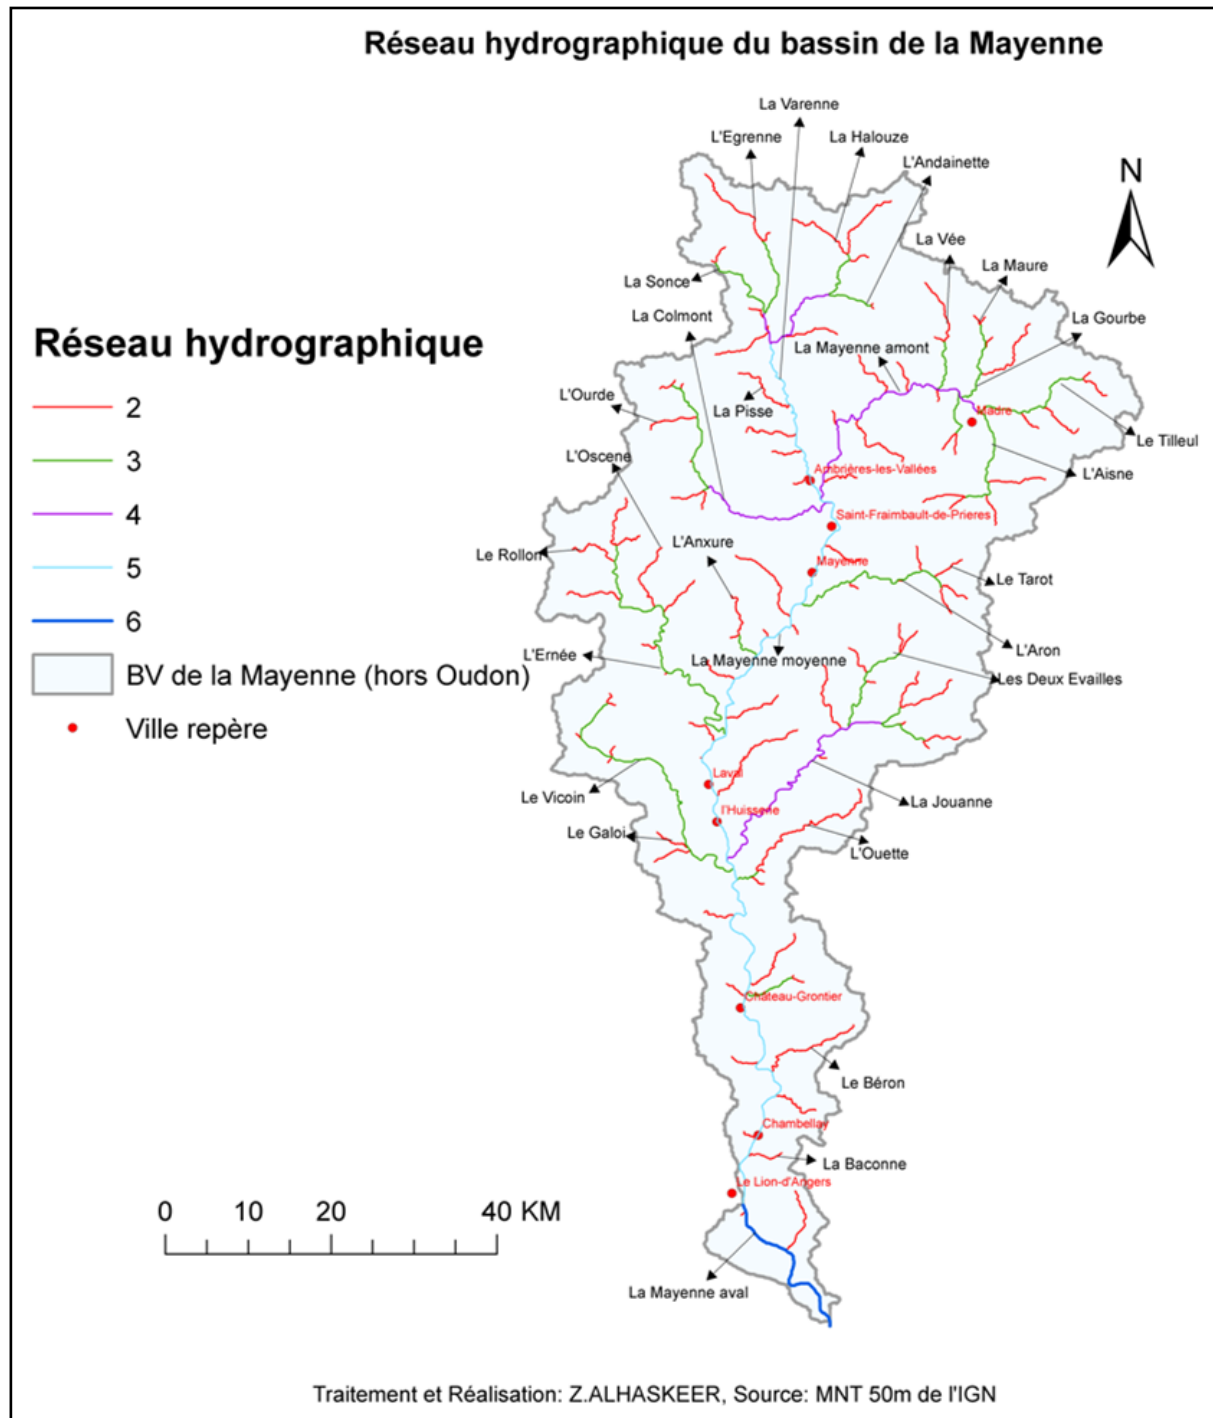 Réseau hydrographique du bassin de la Mayenne
La Varenne
L'Egrenne
La Halouze
L'Andainette
N
La Vée
La Maure
La Sonce
La Colmont
La Gourbe
Réseau hydrographique
La Mayenne amont
2
L'Ourde
La Pisse
Madre
Le Tilleul
3
L'Oscene
Ambrières-les-Vallées
L'Aisne
4
Saint-Fraimbault-de-Prieres
Le Rollon
L'Anxure
Mayenne
Le Tarot
5
6
L'Ernée
La Mayenne moyenne
L'Aron
BV de la Mayenne (hors Oudon)
Les Deux Evailles
Ville repère
Laval
Le Vicoin
La Jouanne
l'Huisserie
Le Galoi
L'Ouette
Château-Grontier
Le Béron
Chambellay
La Baconne
Le Lion-d'Angers
0 10 20 40 KM
La Mayenne aval
Traitement et Réalisation: Z.ALHASKEER, Source: MNT 50m de l'IGN